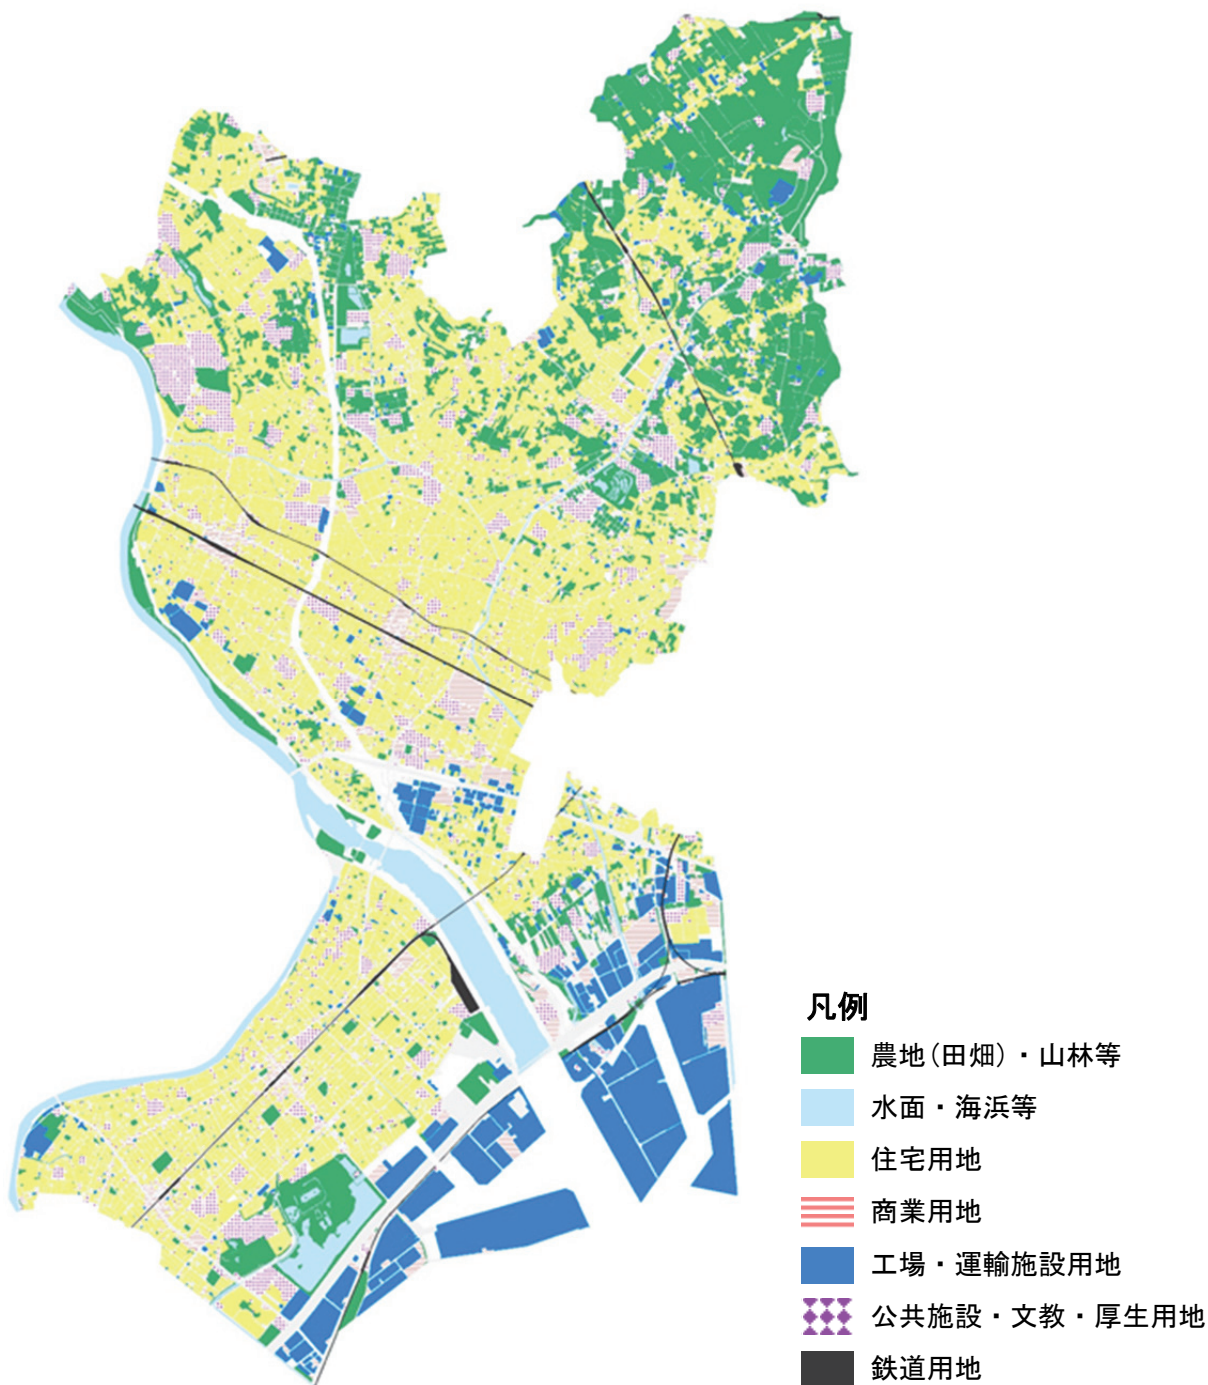 凡例
農地(田畑)・山林等
水面・海浜等
住宅用地
商業用地
工場・運輸施設用地
公共施設・文教・厚生用地
鉄道用地